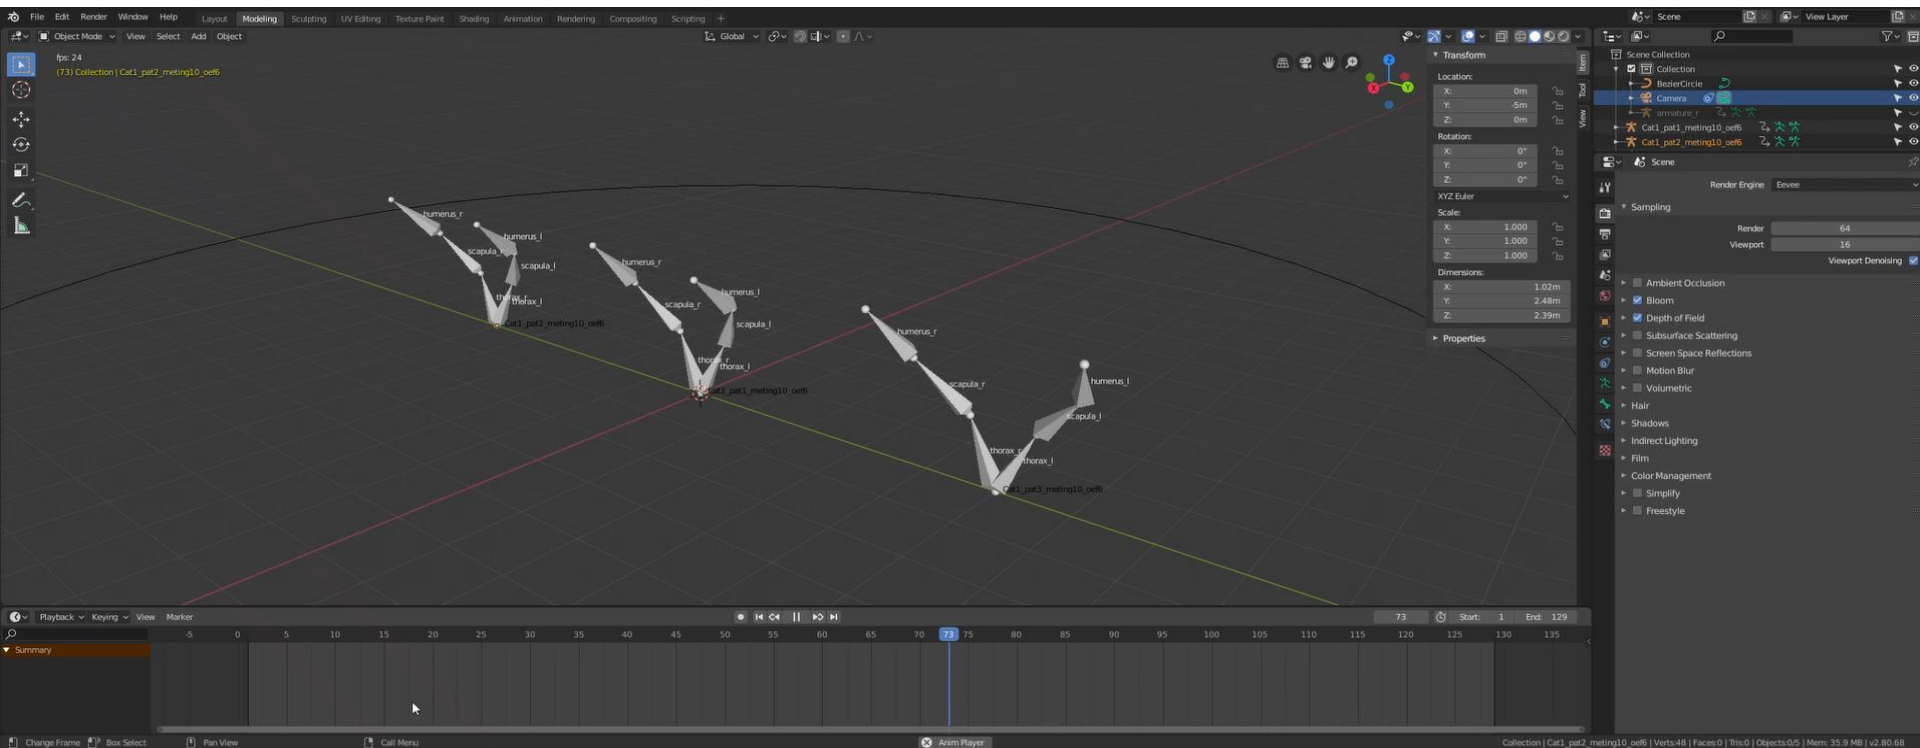 File Edit Render Window Help Layout Modeling Sculpting UV Editing Texture Paint Shading Animation Rendering Compositing Scripting + Scene View Layer
Object Mode View Select Add Object Global
fps: 24
(73) Collection | Cat1_pat2_meting10_oef6
humerus_r
humerus_l
scapula_r
scapula_l
thorax_r
thorax_l
Cat1_pat2_meting10_oef6
humerus_r
humerus_l
scapula_r
scapula_l
thorax_r
thorax_l
Cat1_pat1_meting10_oef6
humerus_r
humerus_l
scapula_r
scapula_l
thorax_r
thorax_l
Cat1_pat3_meting10_oef6
Z
X
Y
Transform
Location:
X: 0m
Y: -5m
Z: 0m
Rotation:
X: 0°
Y: 0°
Z: 0°
XYZ Euler
Scale:
X: 1.000
Y: 1.000
Z: 1.000
Dimensions:
X: 1.02m
Y: 2.48m
Z: 2.39m
Properties
Item
Tool
View
Scene Collection
Collection
BezierCircle
Camera
armature_r
Cat1_pat1_meting10_oef6
Cat1_pat2_meting10_oef6
Scene
Render Engine Eevee
Sampling
Render 64
Viewport 16
Viewport Denoising
Ambient Occlusion
Bloom
Depth of Field
Subsurface Scattering
Screen Space Reflections
Motion Blur
Volumetric
Hair
Shadows
Indirect Lighting
Film
Color Management
Simplify
Freestyle
Playback Keying View Marker 73 Start: 1 End: 129
-5 0 5 10 15 20 25 30 35 40 45 50 55 60 65 70 73 75 80 85 90 95 100 105 110 115 120 125 130 135
Summary
Change Frame Box Select Pan View Call Menu Anim Player Collection | Cat1_pat2_meting10_oef6 | Verts:48 | Faces:0 | Tris:0 | Objects:0/5 | Mem: 35.9 MB | v2.80.68